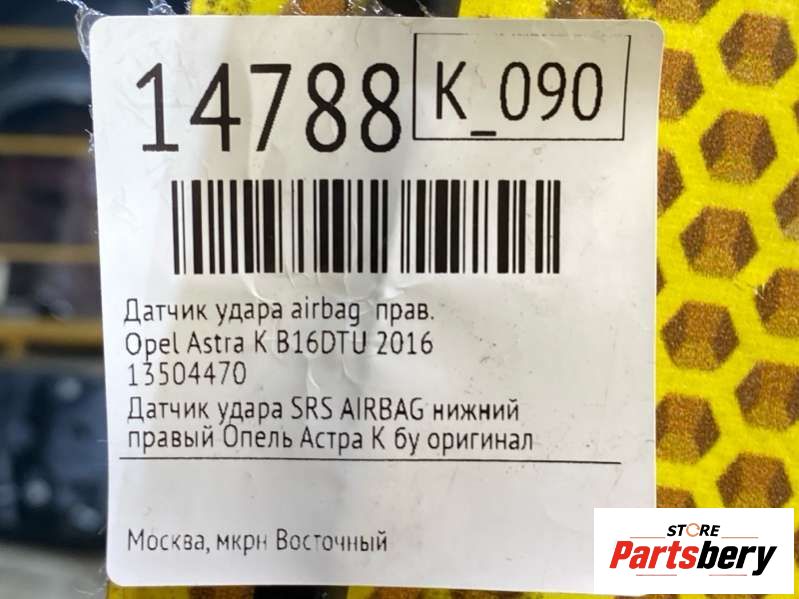 14788
K_090
Датчик удара airbag прав.
Opel Astra K B16DTU 2016
13504470
Датчик удара SRS AIRBAG нижний
правый Опель Астра К бу оригинал
Москва, мкрн Восточный
STORE
Partsbery